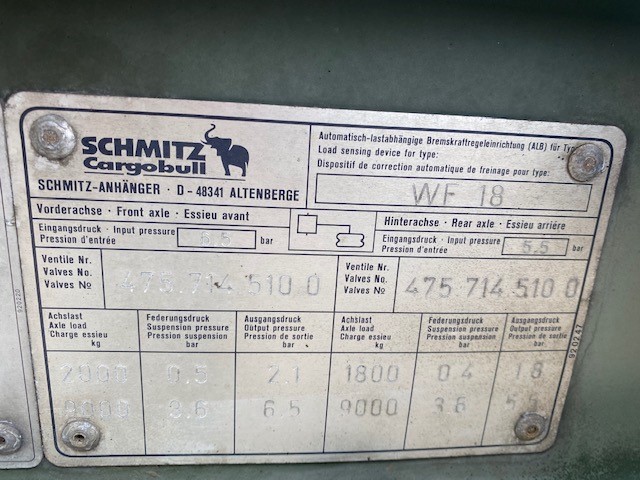 SCHMITZ
Cargobull
SCHMITZ-ANHÄNGER · D-48341 ALTENBERGE
Automatisch-lastabhängige Bremskraftregeleinrichtung (ALB) für Typ:
Load sensing device for type:
Dispositif de correction automatique de freinage pour type:
WF 18
Vorderachse - Front axle - Essieu avant
Eingangsdruck - Input pressure
Pression d'entrée bar
Hinterachse - Rear axle - Essieu arrière
Eingangsdruck - Input pressure
Pression d'entrée 5.5 bar
Ventile Nr.
Valves No.
Valves No 475 714 510 0
Ventile Nr.
Valves No.
Valves No 475 714 510 0
Achslast Federungsdruck Ausgangsdruck Achslast Federungsdruck Ausgangsdruck
Axle load Suspension pressure Output pressure Axle load Suspension pressure Output pressure
Charge essieu Pression suspension Pression de sortie Charge essieu Pression suspension Pression de sortie
kg bar bar kg bar bar
2000 0.5 2.1 1800 0.4 1.8
9000 3.6 6.5 9000 3.6